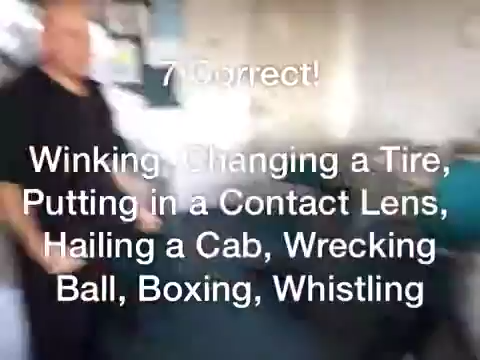 7 Correct!
Winking, Changing a Tire,
Putting in a Contact Lens,
Hailing a Cab, Wrecking
Ball, Boxing, Whistling